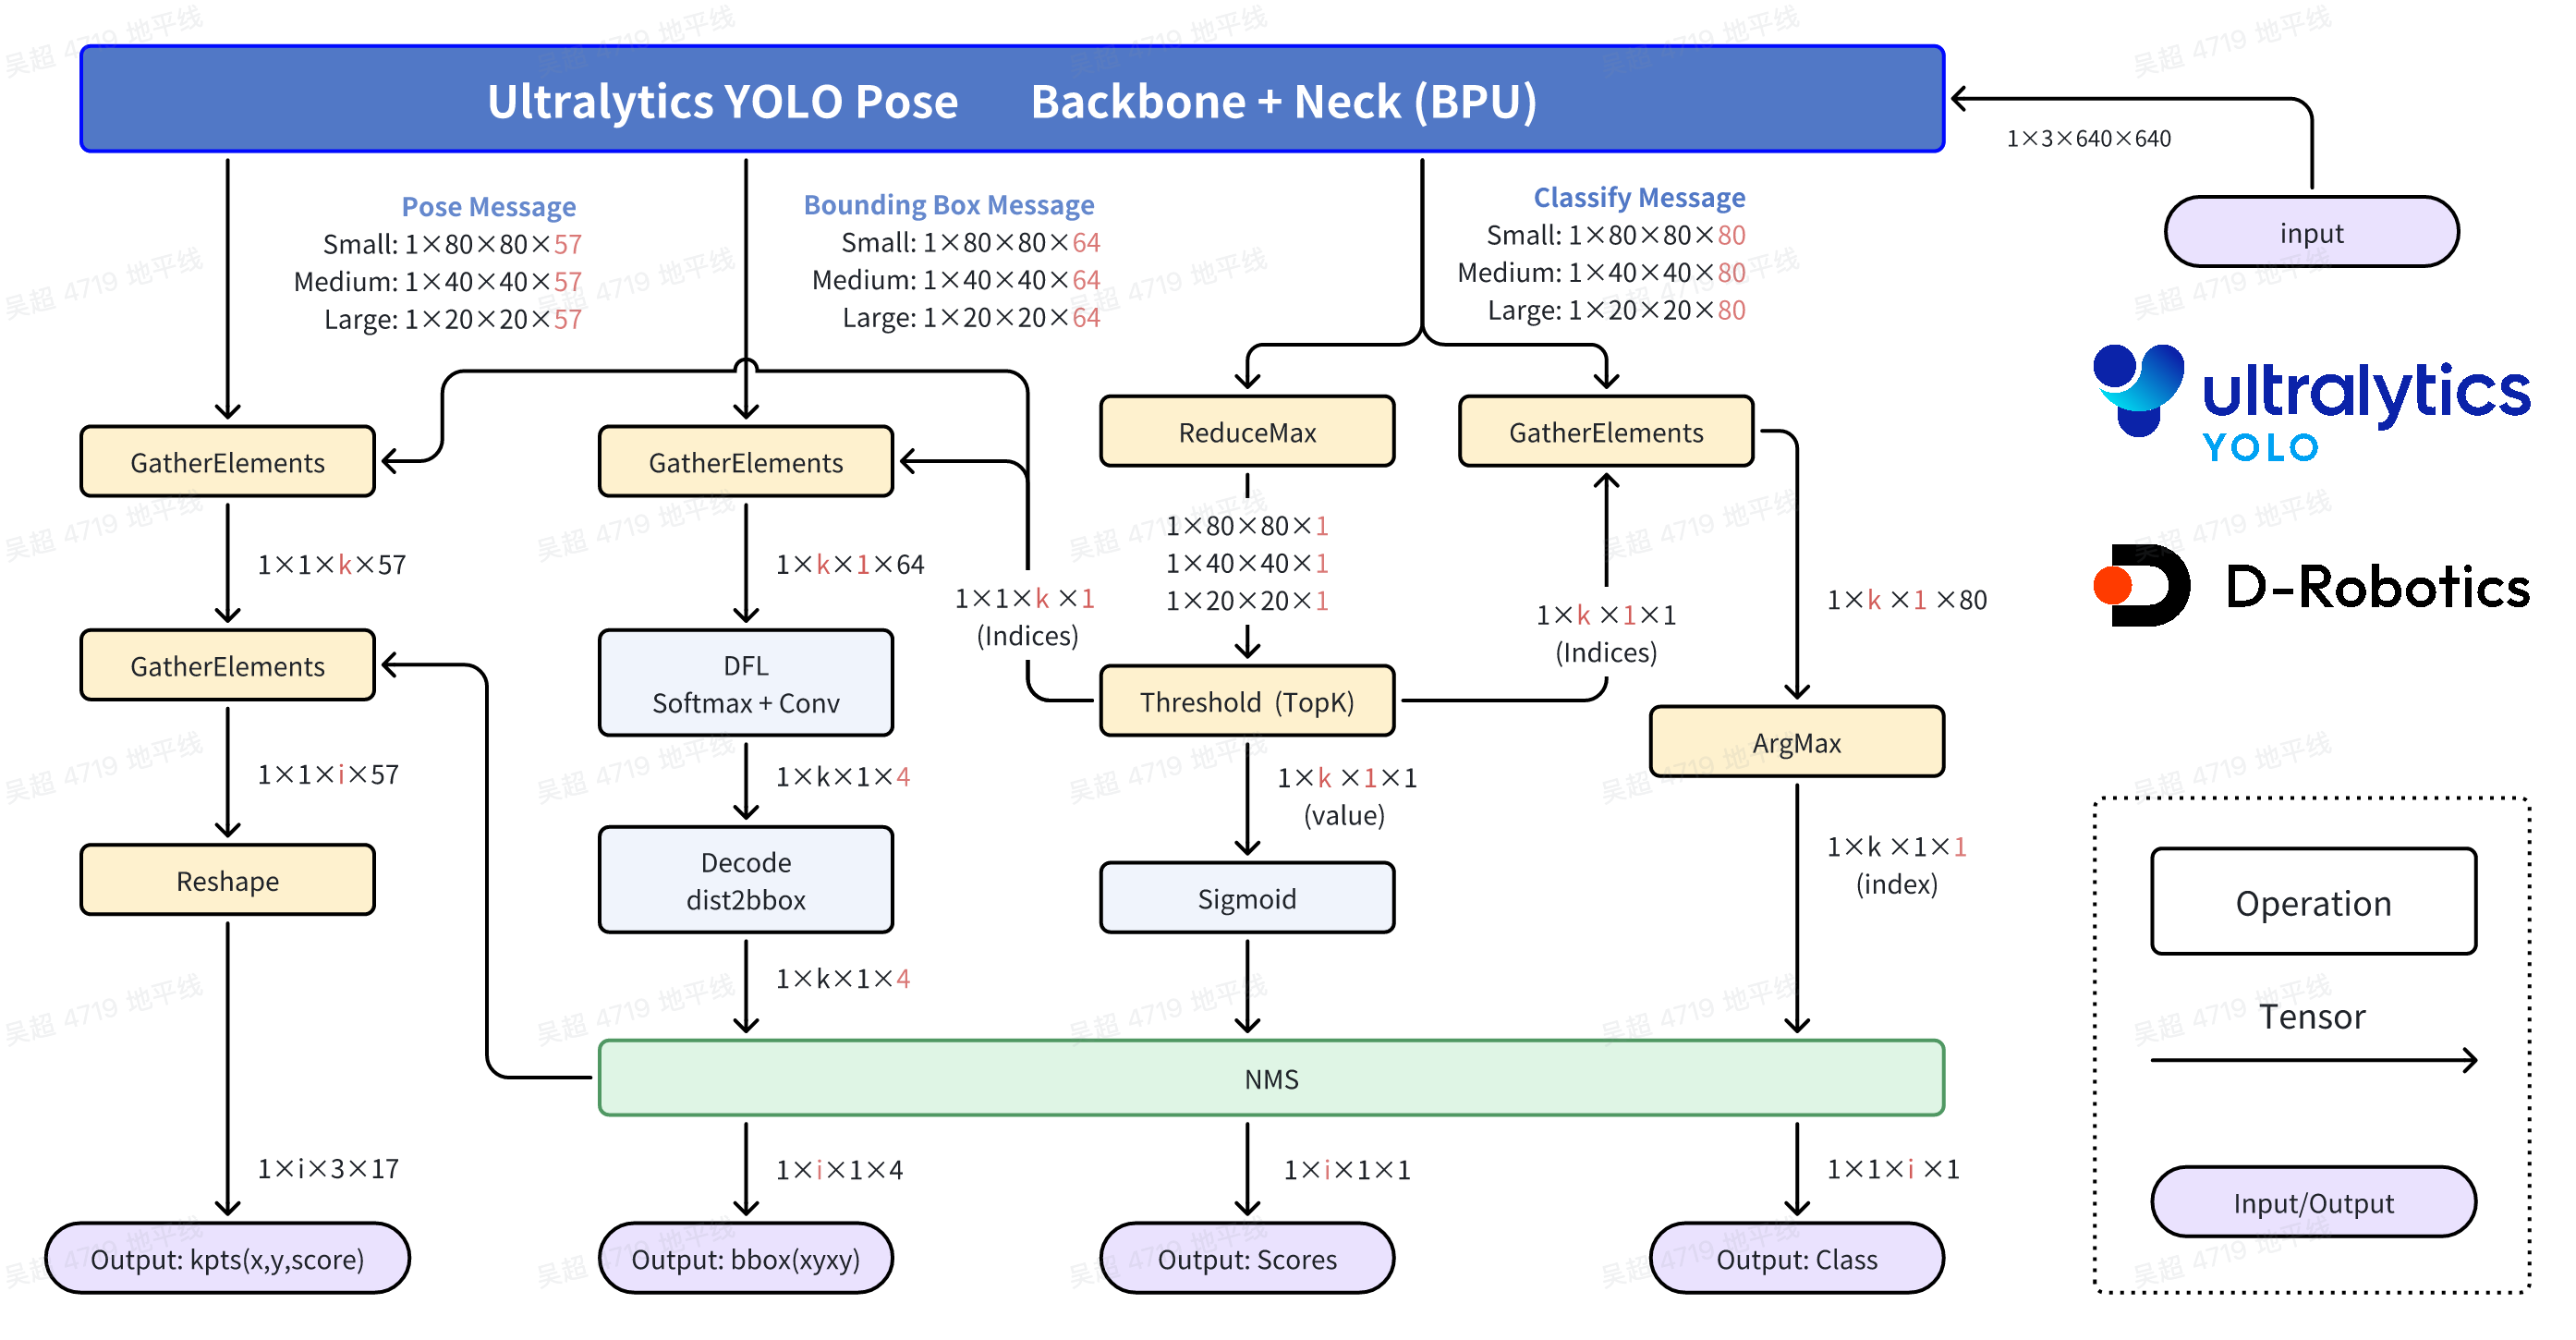 Ultralytics YOLO Pose Backbone + Neck (BPU)
1×3×640×640
input
Pose Message
Small: 1×80×80×57
Medium: 1×40×40×57
Large: 1×20×20×57
Bounding Box Message
Small: 1×80×80×64
Medium: 1×40×40×64
Large: 1×20×20×64
Classify Message
Small: 1×80×80×80
Medium: 1×40×40×80
Large: 1×20×20×80
GatherElements
GatherElements
ReduceMax
GatherElements
ultralytics
YOLO
1×1×k×57
1×k×1×64
1×1×k ×1
(Indices)
1×80×80×1
1×40×40×1
1×20×20×1
1×k ×1×1
(Indices)
1×k ×1 ×80
D-Robotics
GatherElements
DFL
Softmax + Conv
Threshold (TopK)
ArgMax
1×1×i×57
1×k×1×4
1×k ×1×1
(value)
1×k ×1×1
(index)
Reshape
Decode
dist2bbox
Sigmoid
1×k×1×4
NMS
1×i×3×17
1×i×1×4
1×i×1×1
1×1×i ×1
Output: kpts(x,y,score)
Output: bbox(xyxy)
Output: Scores
Output: Class
Operation
Tensor
Input/Output
吴超 4719 地平线